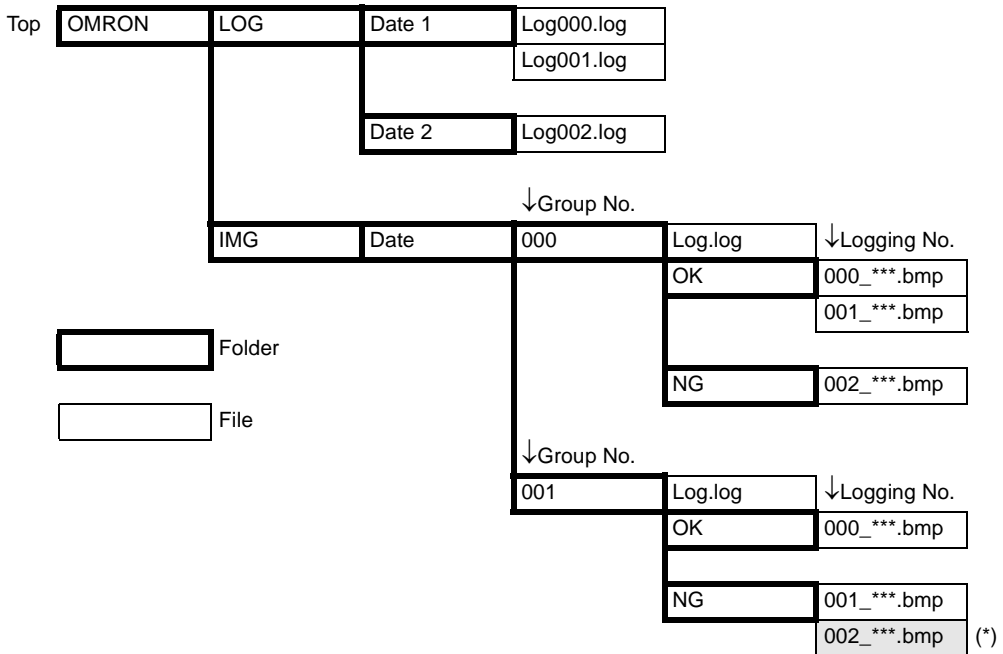 Top OMRON LOG Date 1 Log000.log
Log001.log
Date 2 Log002.log
↓Group No.
IMG Date 000 Log.log ↓Logging No.
OK 000_***.bmp
001_***.bmp
Folder
NG 002_***.bmp
File
↓Group No.
001 Log.log ↓Logging No.
OK 000_***.bmp
NG 001_***.bmp
002_***.bmp (*)